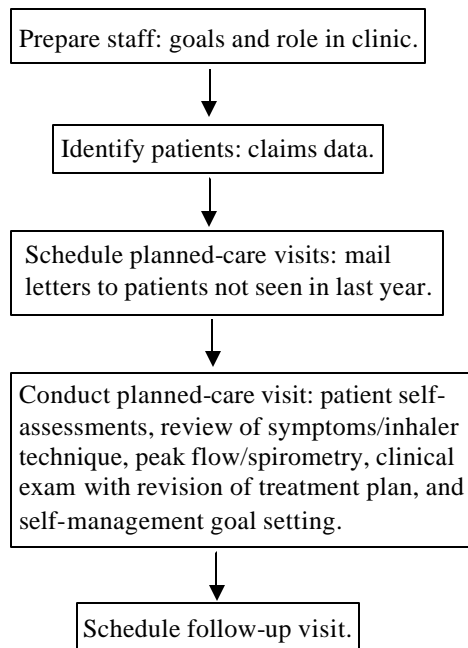 Prepare staff: goals and role in clinic.
Identify patients: claims data.
Schedule planned-care visits: mail
letters to patients not seen in last year.
Conduct planned-care visit: patient self-
assessments, review of symptoms/inhaler
technique, peak flow/spirometry, clinical
exam with revision of treatment plan, and
self-management goal setting.
Schedule follow-up visit.